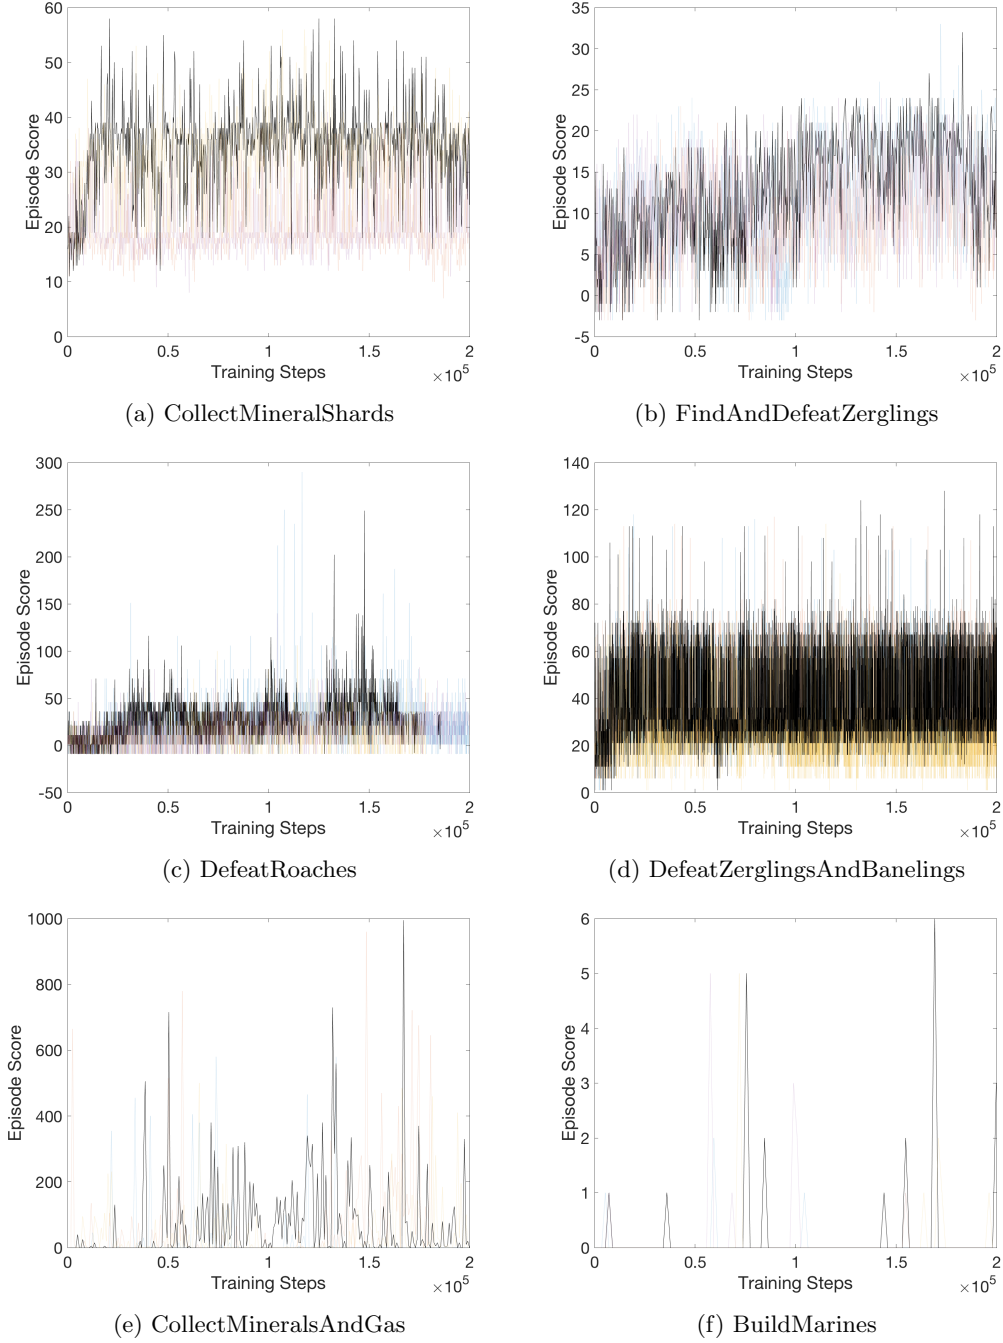 60
50
40
30
20
10
0
Episode Score
0 0.5 1 1.5 2
Training Steps
×10^5
(a) CollectMineralShards
35
30
25
20
15
10
5
0
-5
Episode Score
0 0.5 1 1.5 2
Training Steps
×10^5
(b) FindAndDefeatZerglings
300
250
200
150
100
50
0
-50
Episode Score
0 0.5 1 1.5 2
Training Steps
×10^5
(c) DefeatRoaches
140
120
100
80
60
40
20
0
Episode Score
0 0.5 1 1.5 2
Training Steps
×10^5
(d) DefeatZerglingsAndBanelings
1000
800
600
400
200
0
Episode Score
0 0.5 1 1.5 2
Training Steps
×10^5
(e) CollectMineralsAndGas
6
5
4
3
2
1
0
Episode Score
0 0.5 1 1.5 2
Training Steps
×10^5
(f) BuildMarines